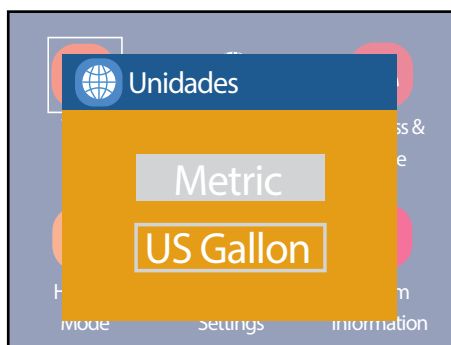 Unidades
ss &
e
Metric
US Gallon
H
m
Mode
Settings
Information